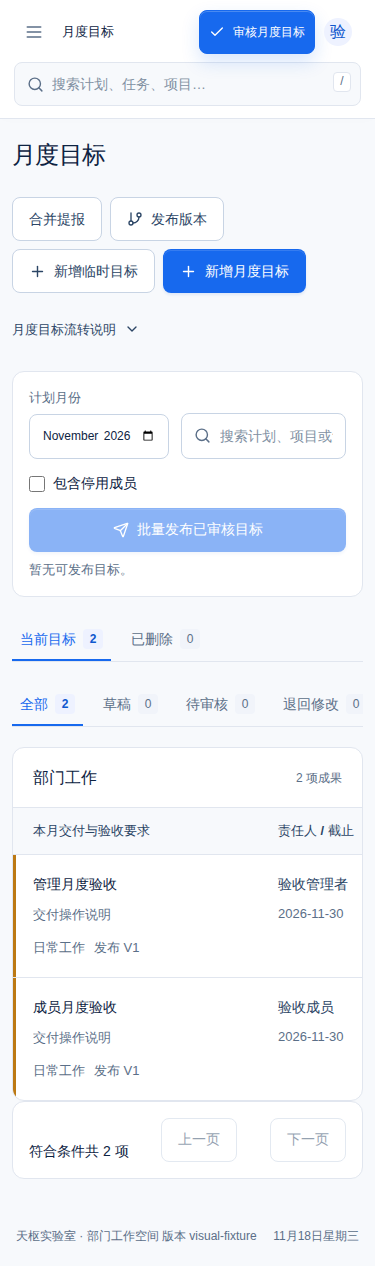 月度目标
审核月度目标
验
搜索计划、任务、项目…
/
月度目标
合并提报
发布版本
新增临时目标
新增月度目标
月度目标流转说明
计划月份
November 2026
搜索计划、项目或
包含停用成员
批量发布已审核目标
暂无可发布目标。
当前目标 2
已删除 0
全部 2
草稿 0
待审核 0
退回修改 0
部门工作
2 项成果
本月交付与验收要求
责任人 / 截止
管理月度验收
验收管理者
交付操作说明
2026-11-30
日常工作 发布 V1
成员月度验收
验收成员
交付操作说明
2026-11-30
日常工作 发布 V1
符合条件共 2 项
上一页
下一页
天枢实验室 · 部门工作空间 版本 visual-fixture
11月18日星期三